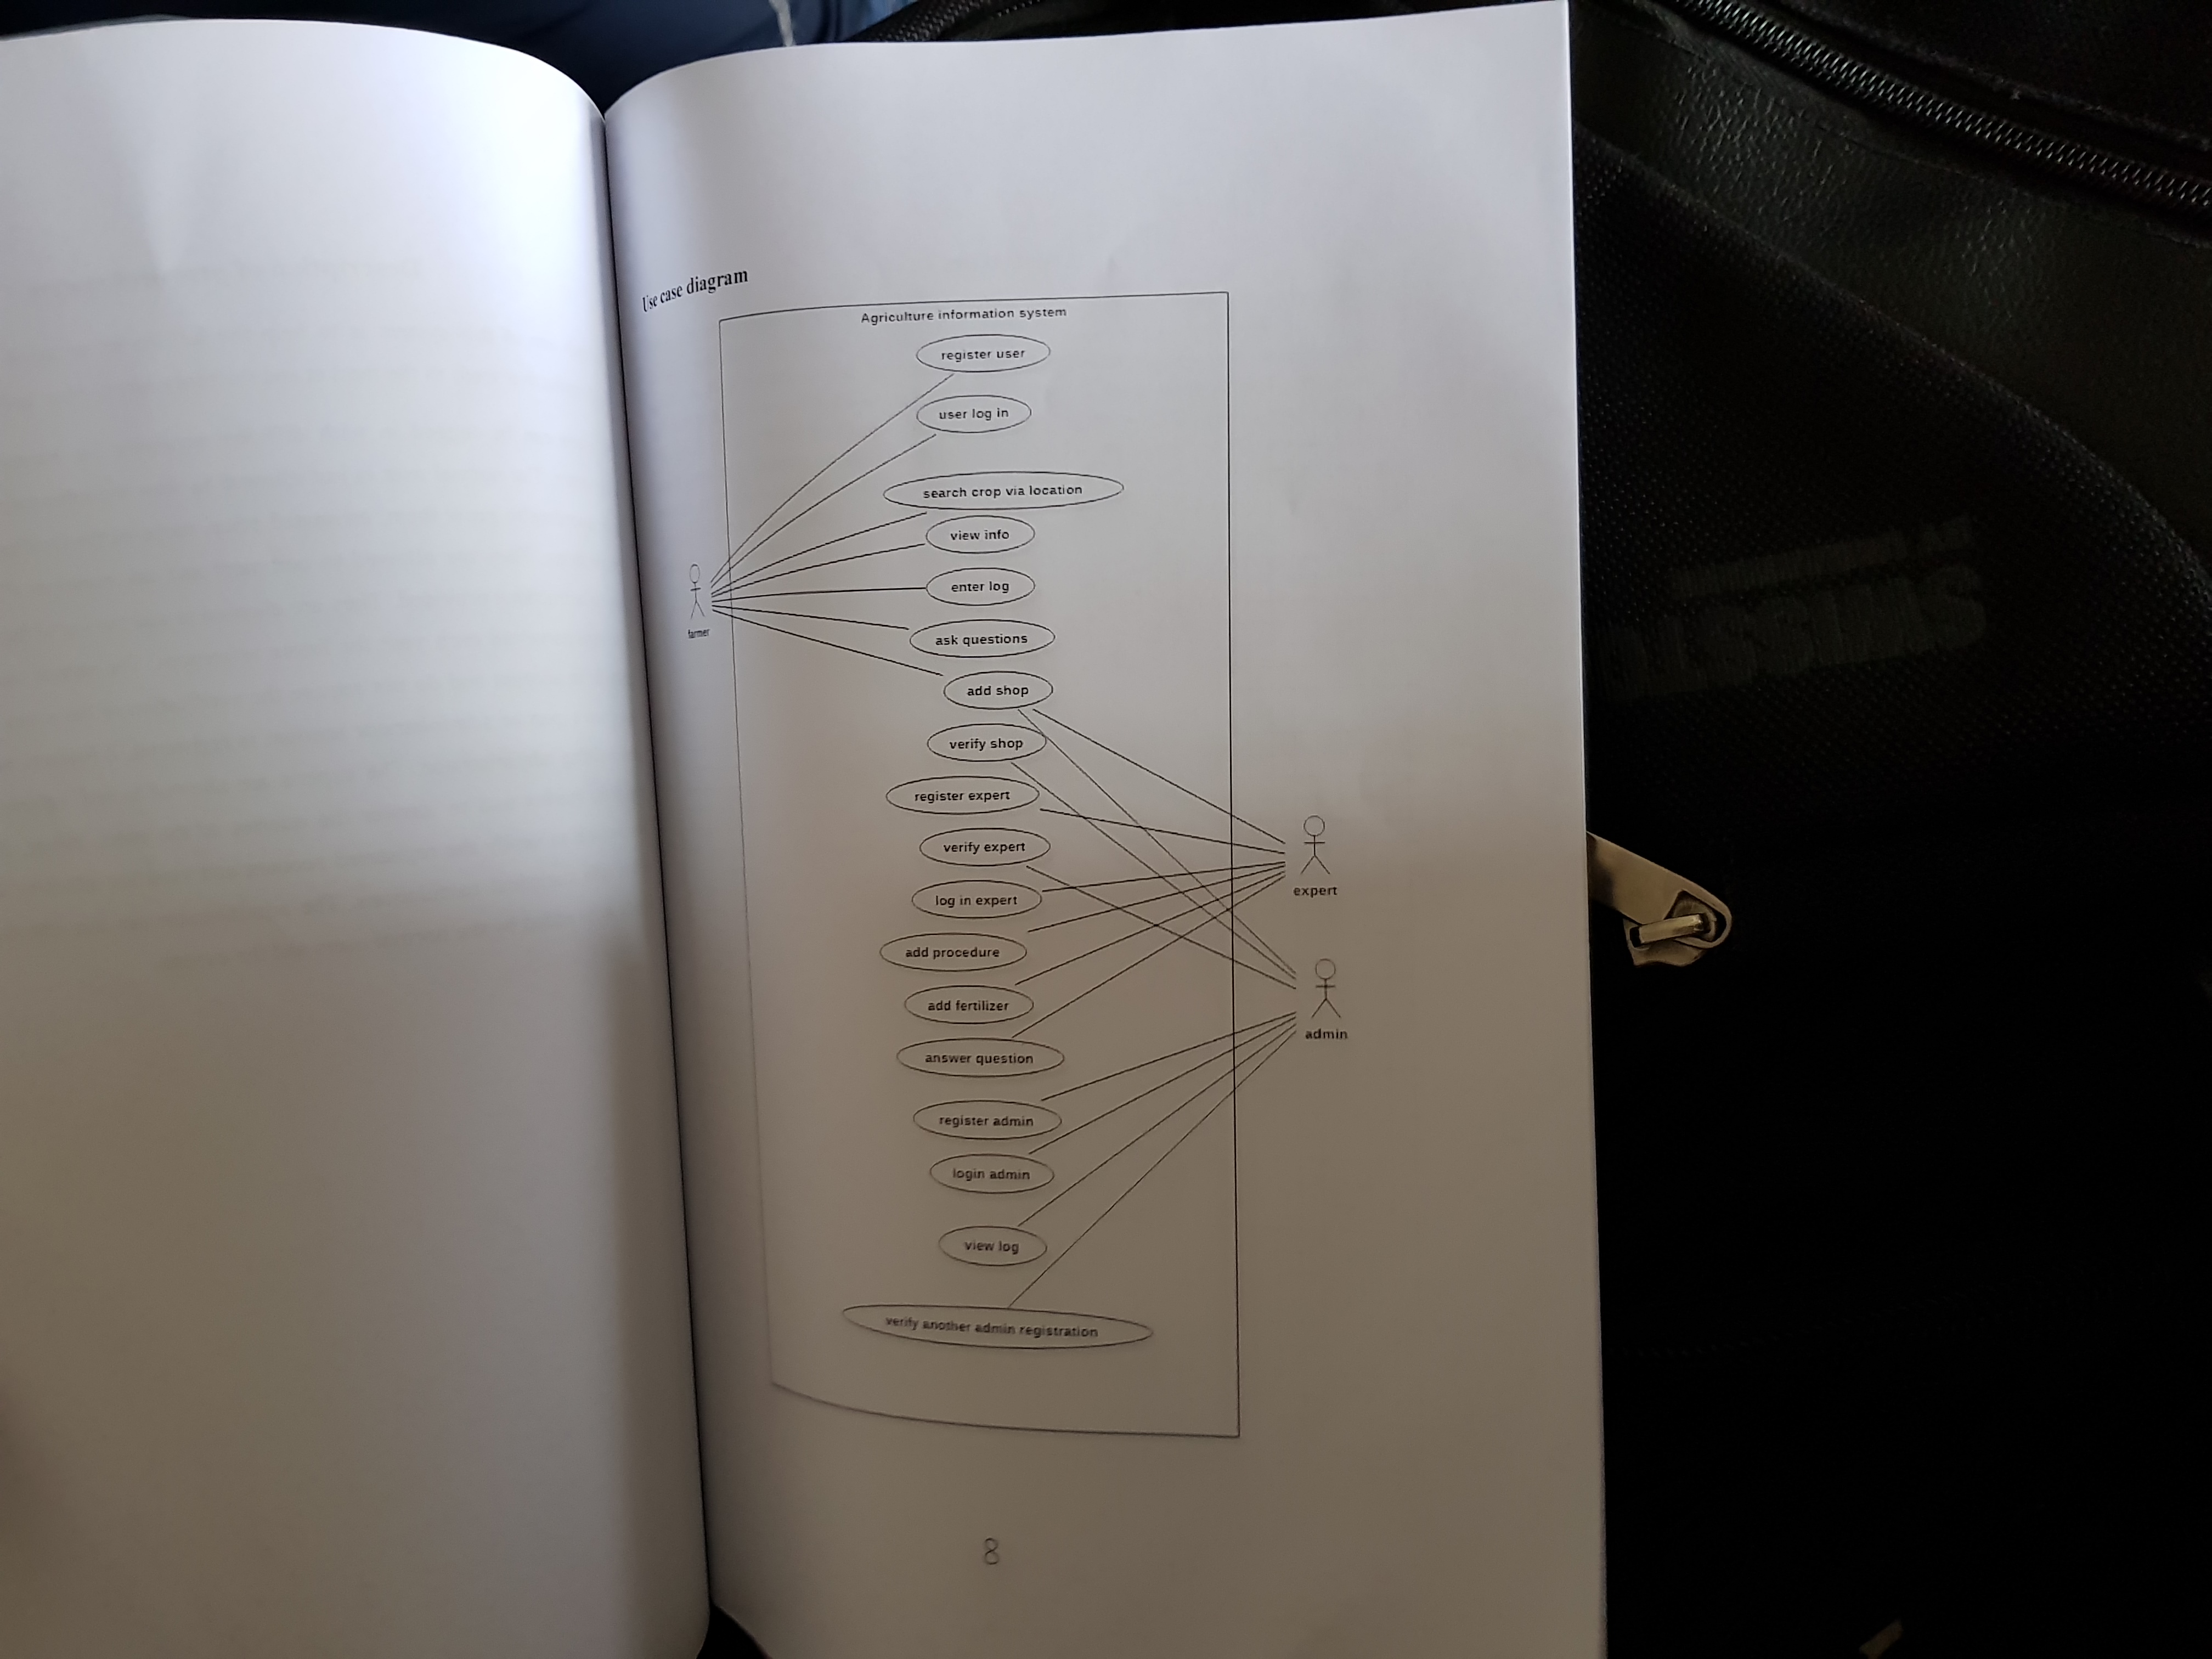 Use case diagram
Agriculture information system
register user
user log in
search crop via location
view info
enter log
farmer
ask questions
add shop
verify shop
register expert
verify expert
expert
log in expert
add procedure
add fertilizer
admin
answer question
register admin
login admin
view log
verify another admin registration
8